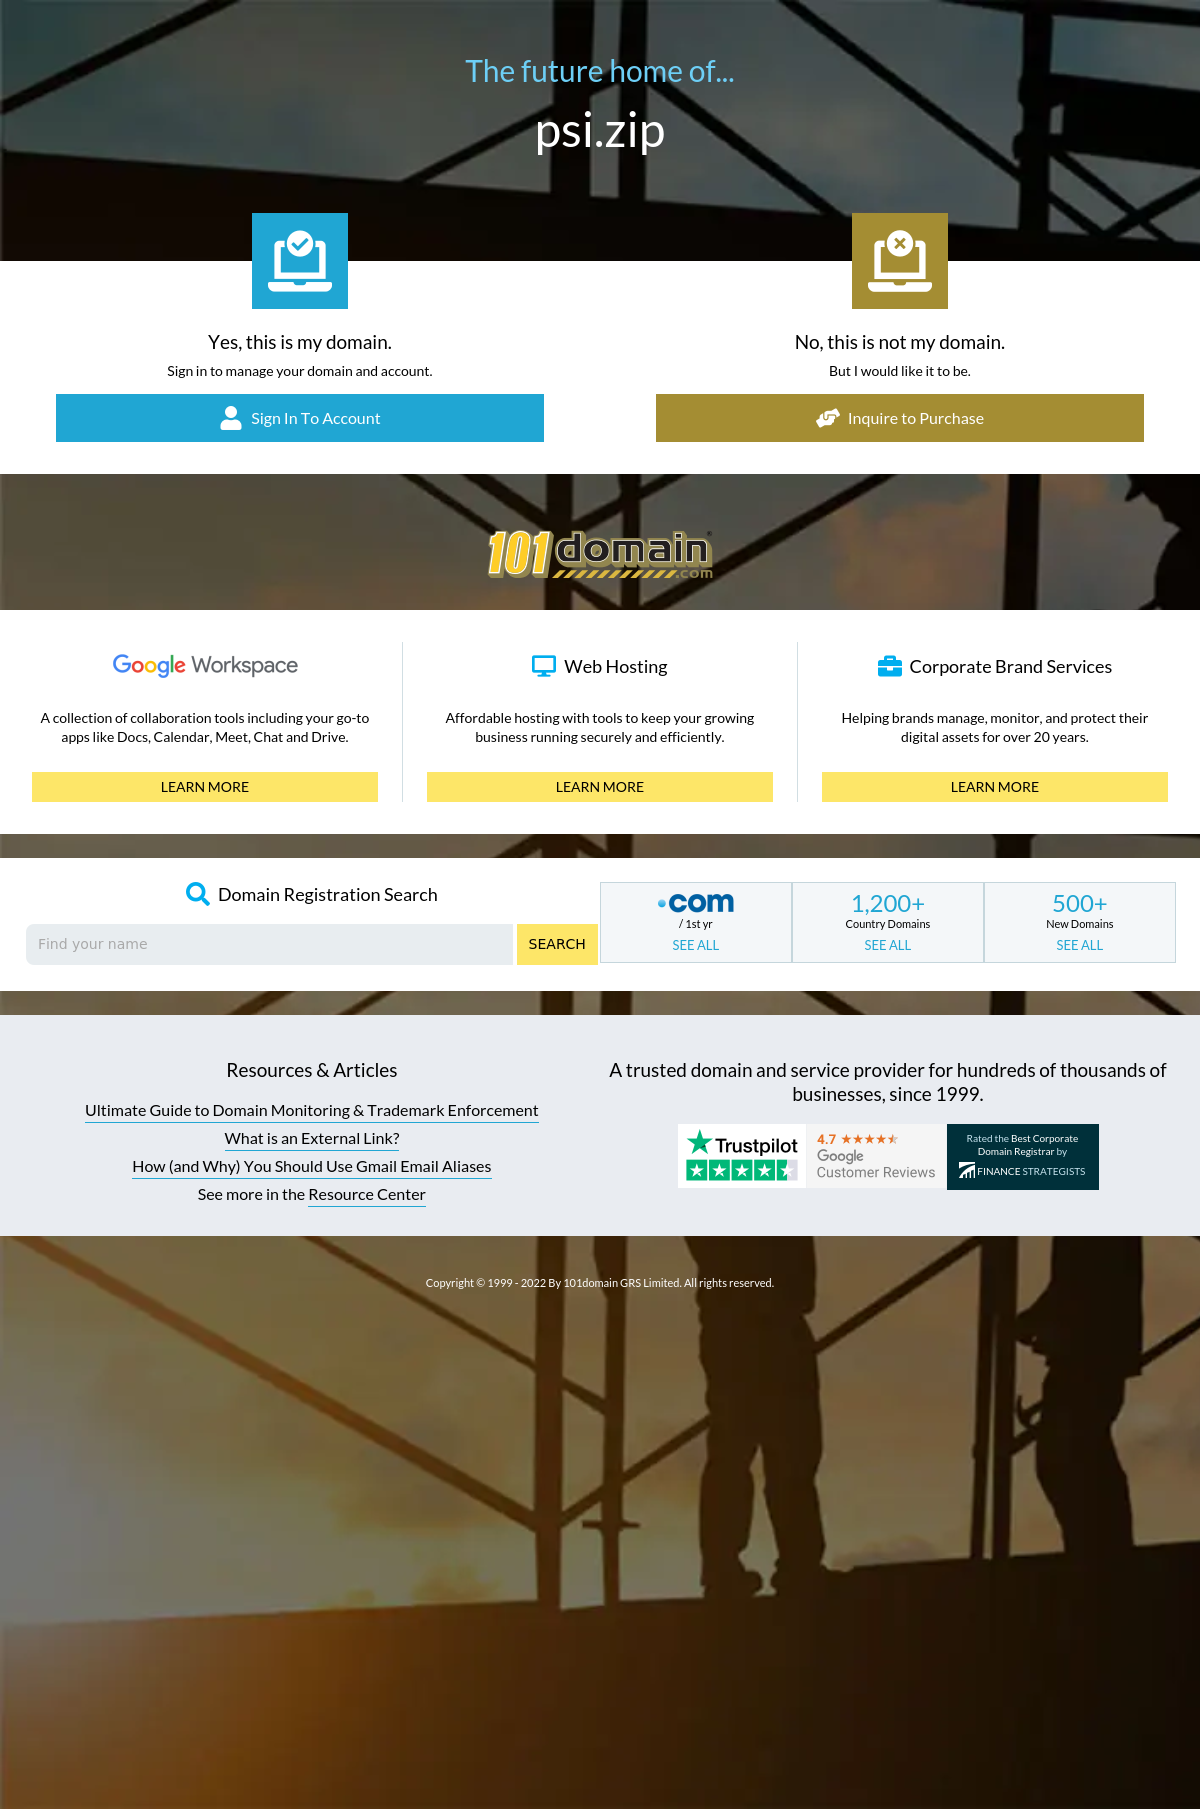 The future home of...
psi.zip
Yes, this is my domain.
Sign in to manage your domain and account.
Sign In To Account
No, this is not my domain.
But I would like it to be.
Inquire to Purchase
101domain
.com
Google Workspace
A collection of collaboration tools including your go-to
apps like Docs, Calendar, Meet, Chat and Drive.
LEARN MORE
Web Hosting
Affordable hosting with tools to keep your growing
business running securely and efficiently.
LEARN MORE
Corporate Brand Services
Helping brands manage, monitor, and protect their
digital assets for over 20 years.
LEARN MORE
Domain Registration Search
Find your name
SEARCH
.com
/ 1st yr
SEE ALL
1,200+
Country Domains
SEE ALL
500+
New Domains
SEE ALL
Resources & Articles
Ultimate Guide to Domain Monitoring & Trademark Enforcement
What is an External Link?
How (and Why) You Should Use Gmail Email Aliases
See more in the Resource Center
A trusted domain and service provider for hundreds of thousands of
businesses, since 1999.
Trustpilot
4.7
Google
Customer Reviews
Rated the Best Corporate
Domain Registrar by
FINANCE STRATEGISTS
Copyright © 1999 - 2022 By 101domain GRS Limited. All rights reserved.